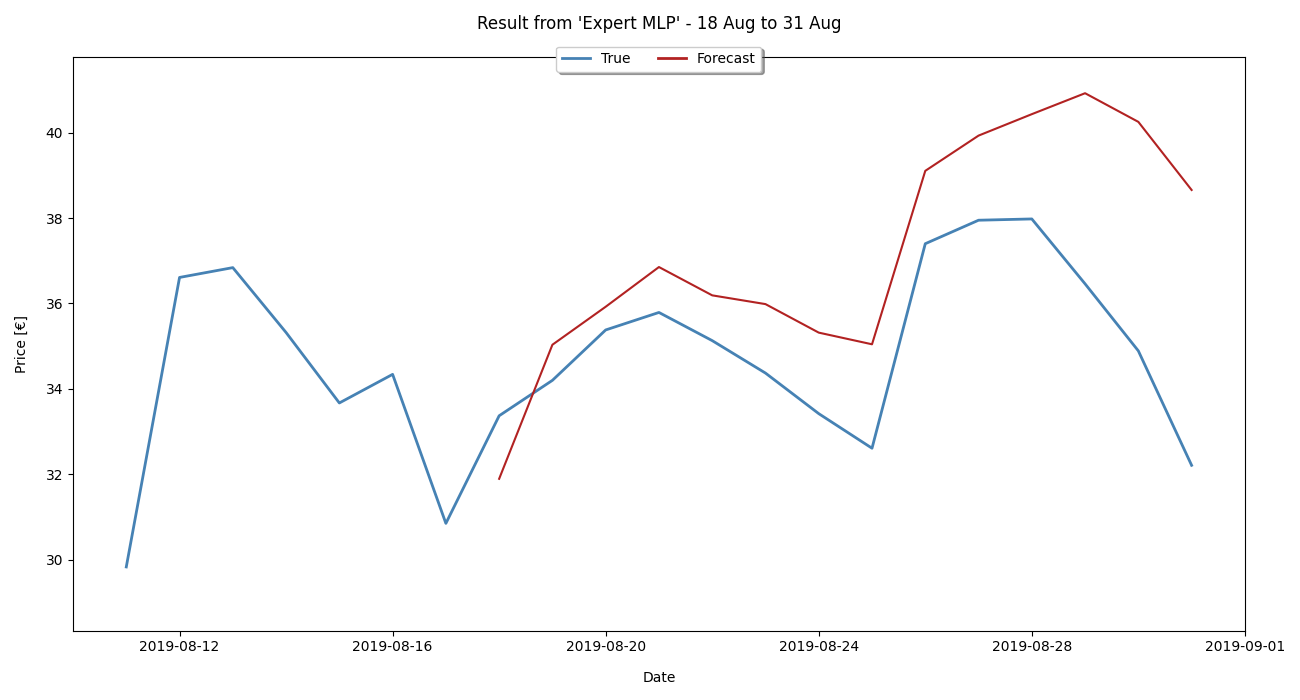 Result from 'Expert MLP' - 18 Aug to 31 Aug
True Forecast
40
38
36
34
32
30
Price [€]
2019-08-12 2019-08-16 2019-08-20 2019-08-24 2019-08-28 2019-09-01
Date